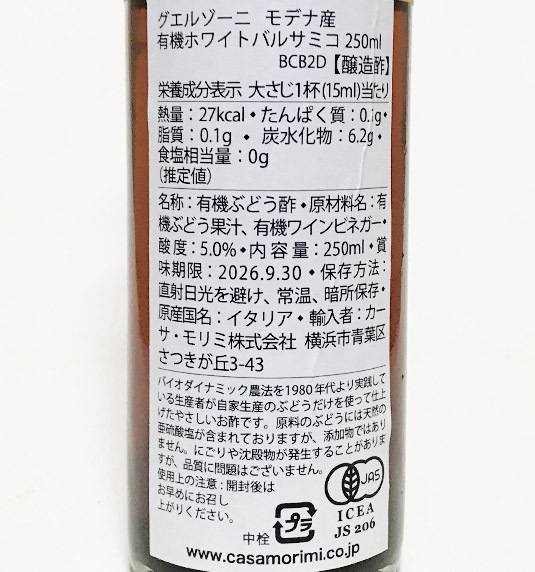 グエルゾーニ モデナ産
有機ホワイトバルサミコ 250ml
BCB2D【醸造酢】
栄養成分表示 大さじ1杯(15ml)当たり
熱量：27kcal・たんぱく質：0.1g・
脂質：0.1g ・ 炭水化物：6.2g・
食塩相当量：0g
(推定値)
名称：有機ぶどう酢・原材料名：有
機ぶどう果汁、有機ワインビネガー・
酸度：5.0%・内容量：250ml・賞
味期限：2026.9.30・保存方法：
直射日光を避け、常温、暗所保存・
原産国名：イタリア・輸入者：カー
サ・モリミ株式会社 横浜市青葉区
さつきが丘3-43
バイオダイナミック農法を1980年代より実践して
いる生産者が自家生産のぶどうだけを使って仕上
げたやさしいお酢です。原料のぶどうには天然の
亜硫酸塩が含まれておりますが、添加物ではあり
ません。にごりや沈殿物が発生することがありま
すが、品質に問題はございません。
使用上の注意：開封後は
お早めにお召し
上がりください。
JAS
ICEA
JS 206
中栓 プラ
www.casamorimi.co.jp